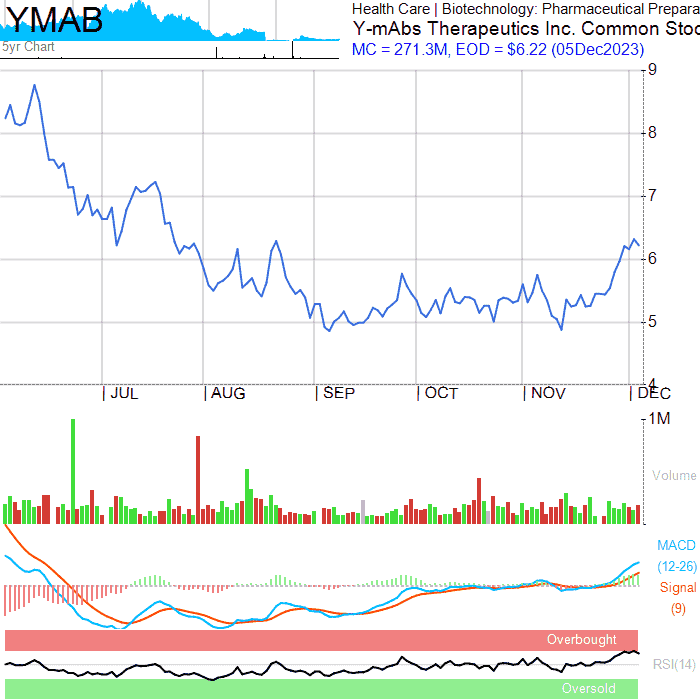 YMAB
5yr Chart
Health Care | Biotechnology: Pharmaceutical Prepara
Y-mAbs Therapeutics Inc. Common Stoc
MC = 271.3M, EOD = $6.22 (05Dec2023)
9
8
7
6
5
4
| JUL | AUG | SEP | OCT | NOV | DEC
1M
Volume
MACD
(12-26)
Signal
(9)
Overbought
RSI(14)
Oversold